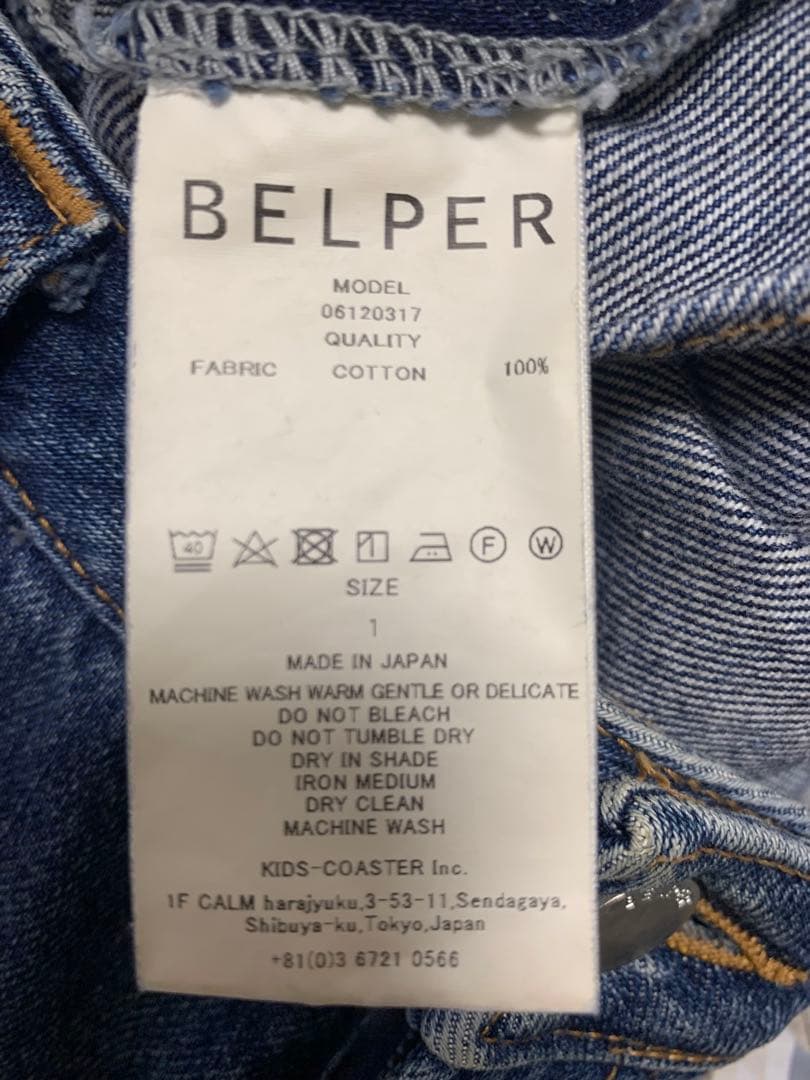 BELPER
MODEL
06120317
QUALITY
FABRIC COTTON 100%
40 F W
SIZE
1
MADE IN JAPAN
MACHINE WASH WARM GENTLE OR DELICATE
DO NOT BLEACH
DO NOT TUMBLE DRY
DRY IN SHADE
IRON MEDIUM
DRY CLEAN
MACHINE WASH
KIDS-COASTER Inc.
1F CALM harajyuku,3-53-11,Sendagaya,
Shibuya-ku,Tokyo,Japan
+81(0)3 6721 0566